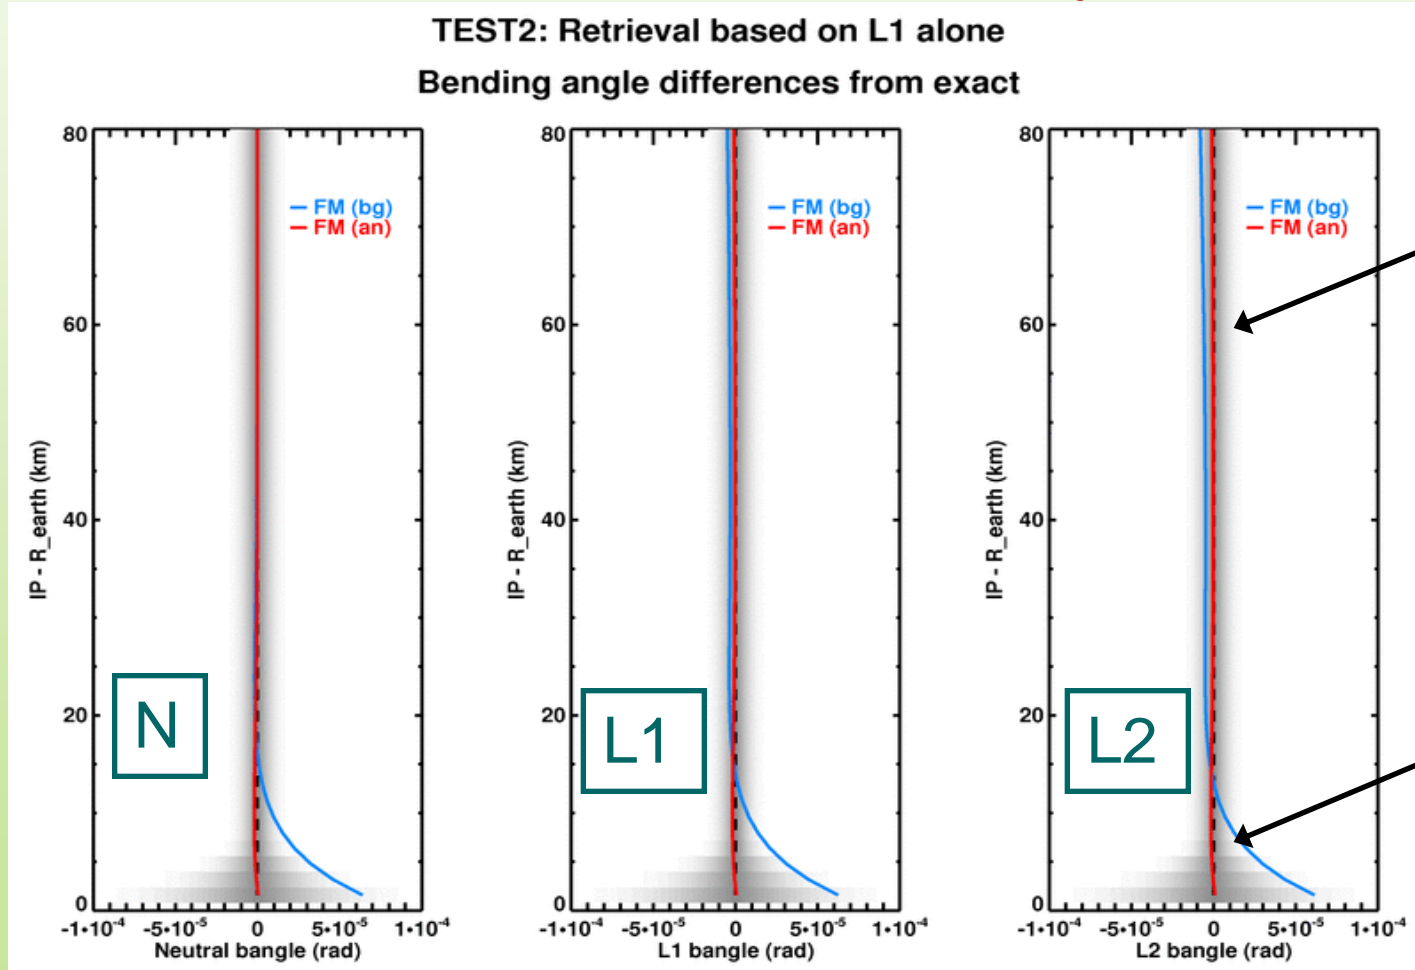 TEST2: Retrieval based on L1 alone
Bending angle differences from exact
80
60
40
20
0
IP - R_earth (km)
FM (bg)
FM (an)
N
-1•10⁻⁴ -5•10⁻⁵ 0 5•10⁻⁵ 1•10⁻⁴
Neutral bangle (rad)
80
60
40
20
0
IP - R_earth (km)
FM (bg)
FM (an)
L1
-1•10⁻⁴ -5•10⁻⁵ 0 5•10⁻⁵ 1•10⁻⁴
L1 bangle (rad)
80
60
40
20
0
IP - R_earth (km)
FM (bg)
FM (an)
L2
-1•10⁻⁴ -5•10⁻⁵ 0 5•10⁻⁵ 1•10⁻⁴
L2 bangle (rad)